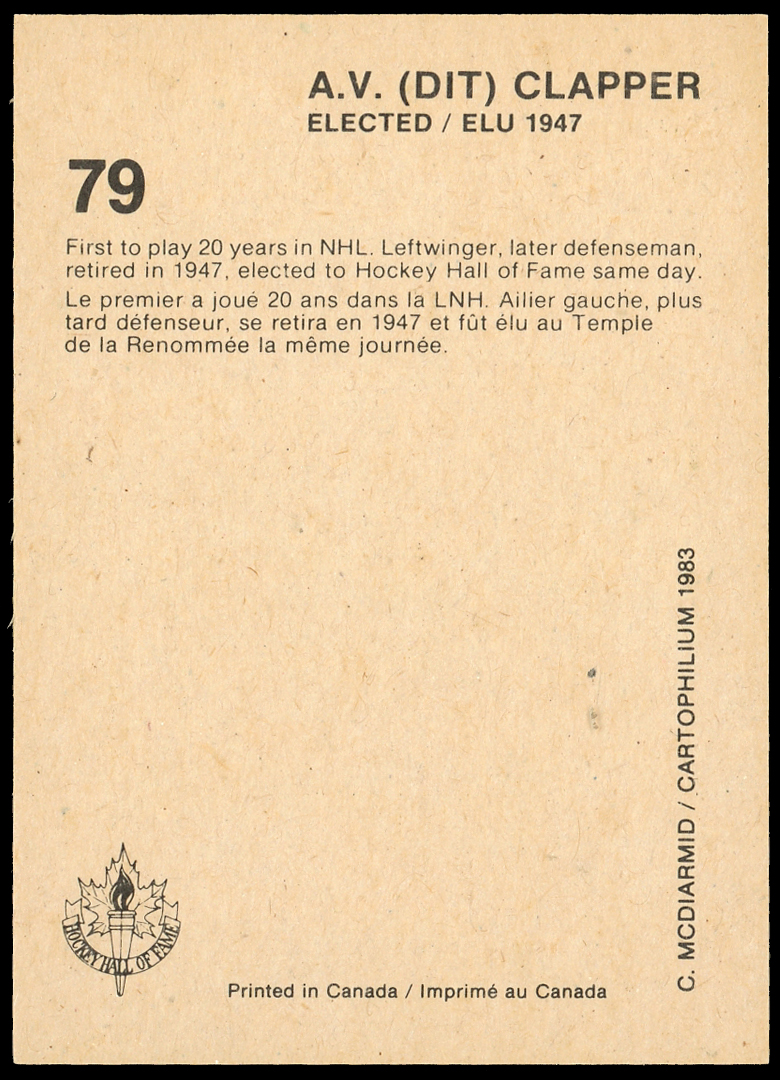 A.V. (DIT) CLAPPER
ELECTED / ELU 1947
79
First to play 20 years in NHL. Leftwinger, later defenseman,
retired in 1947, elected to Hockey Hall of Fame same day.
Le premier a joué 20 ans dans la LNH. Ailier gauche, plus
tard défenseur, se retira en 1947 et fût élu au Temple
de la Renommée la même journée.
C. MCDIARMID / CARTOPHILIUM 1983
HOCKEY HALL OF FAME
Printed in Canada / Imprimé au Canada